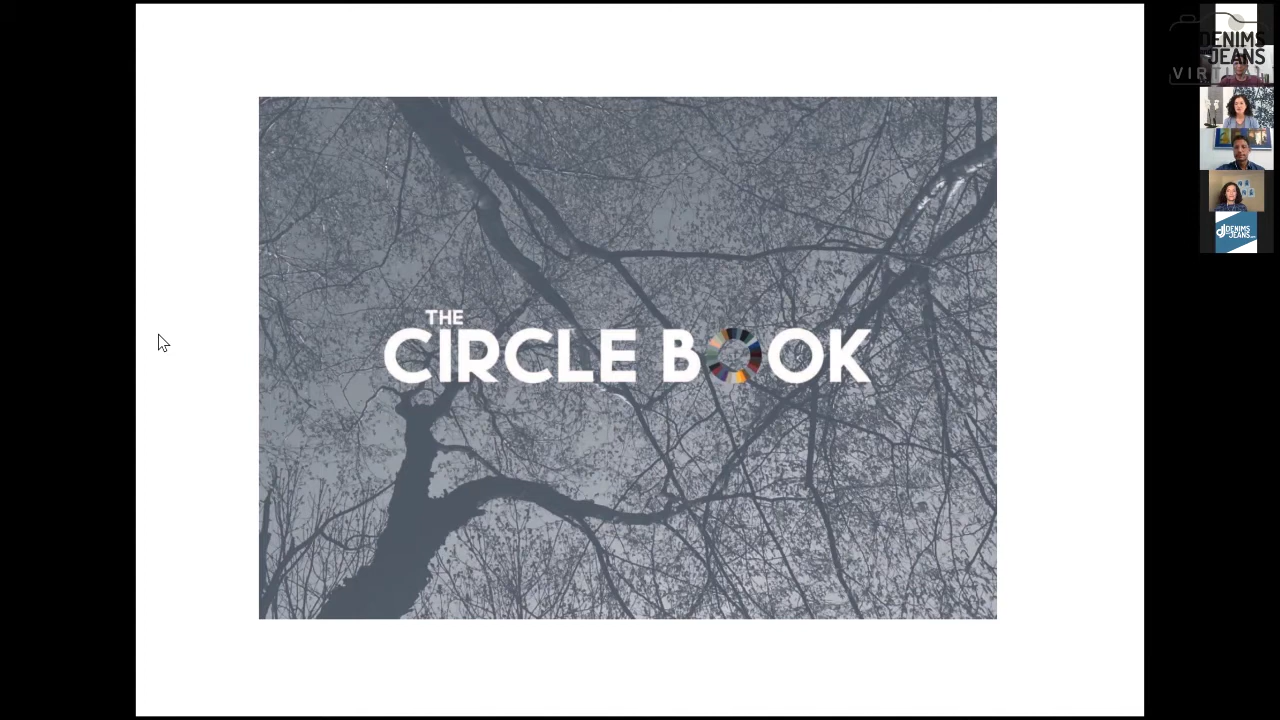 THE
CIRCLE BOOK
DENIMS
JEANS
VIRTUAL
DENIMS
JEANS